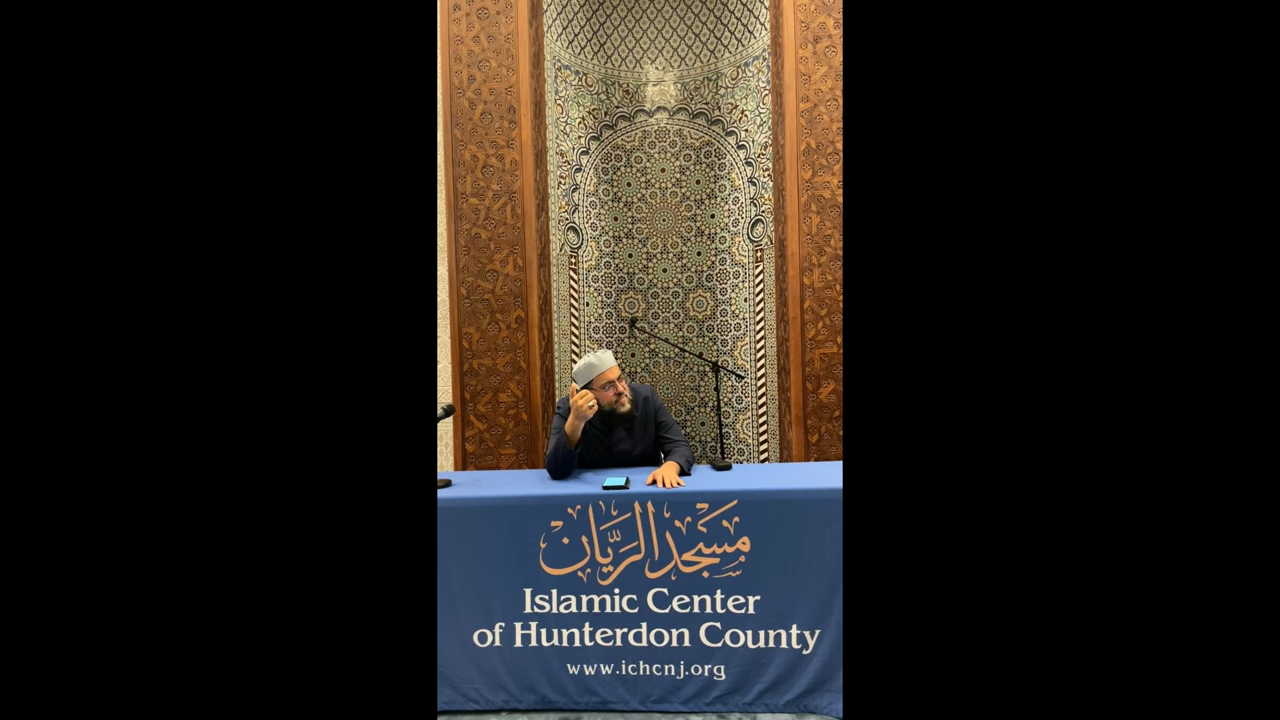 مسجد الريان
Islamic Center
of Hunterdon County
www.ichcnj.org